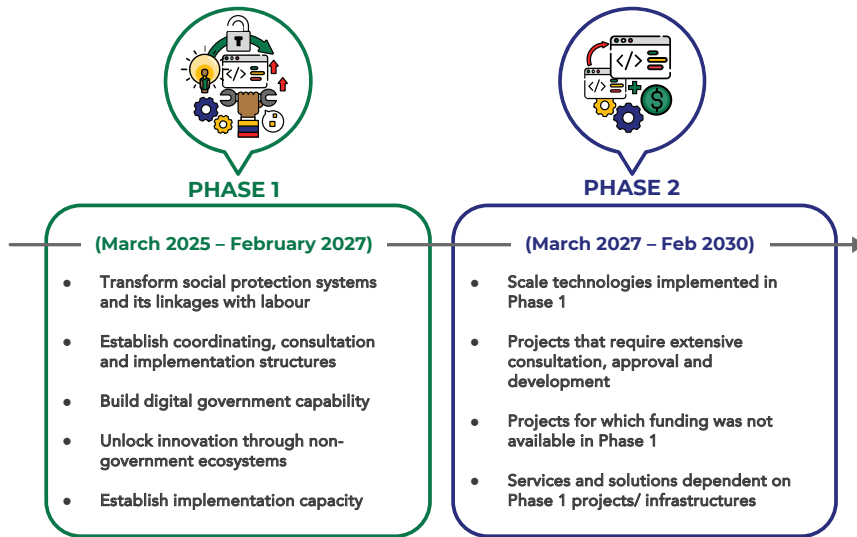 T
</>
</>
$
PHASE 1
(March 2025 – February 2027)
● Transform social protection systems
and its linkages with labour
● Establish coordinating, consultation
and implementation structures
● Build digital government capability
● Unlock innovation through non-
government ecosystems
● Establish implementation capacity
PHASE 2
(March 2027 – Feb 2030)
● Scale technologies implemented in
Phase 1
● Projects that require extensive
consultation, approval and
development
● Projects for which funding was not
available in Phase 1
● Services and solutions dependent on
Phase 1 projects/ infrastructures